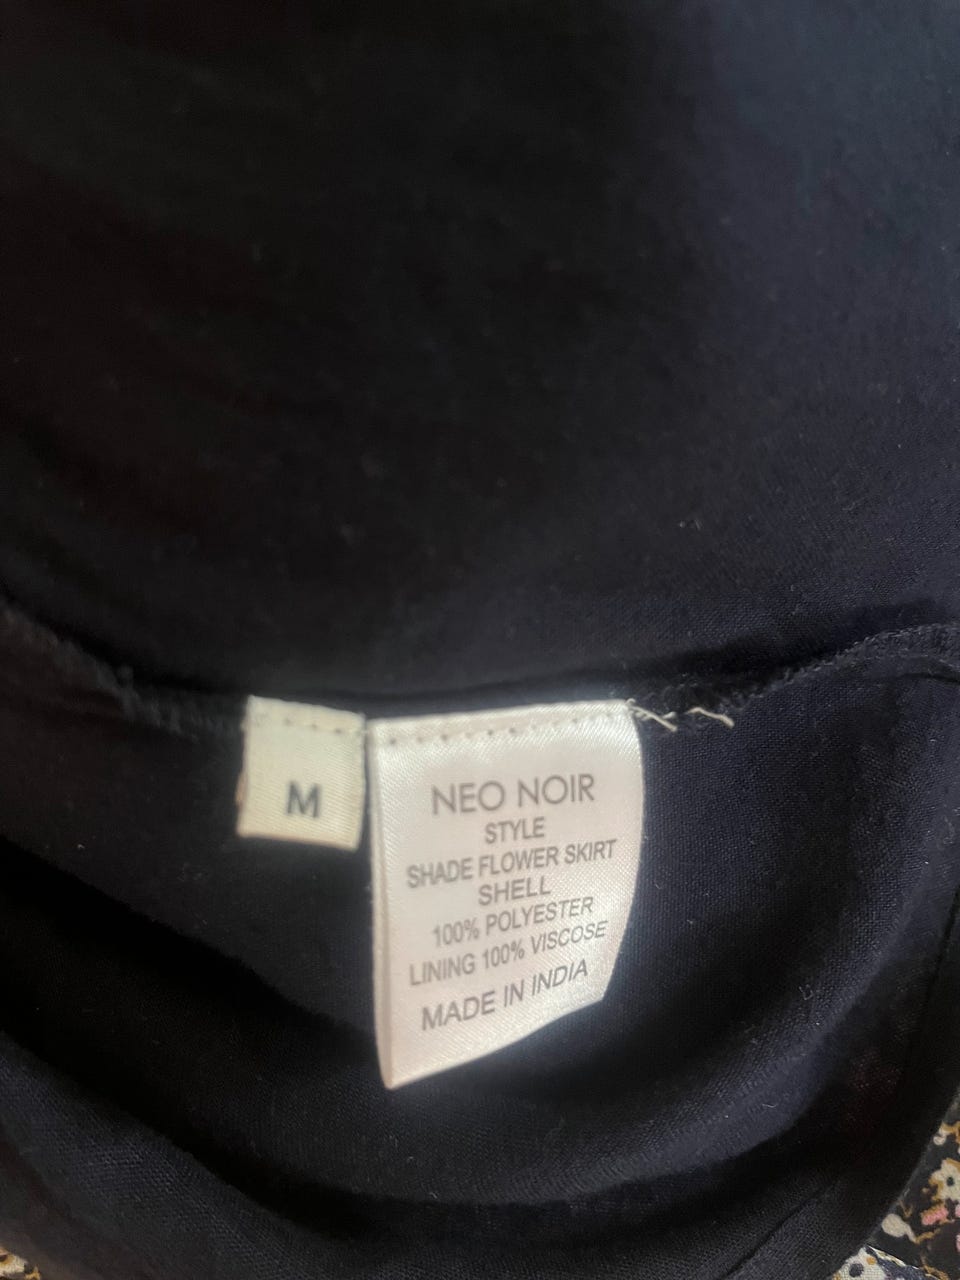 M
NEO NOIR
STYLE
SHADE FLOWER SKIRT
SHELL
100% POLYESTER
LINING 100% VISCOSE
MADE IN INDIA